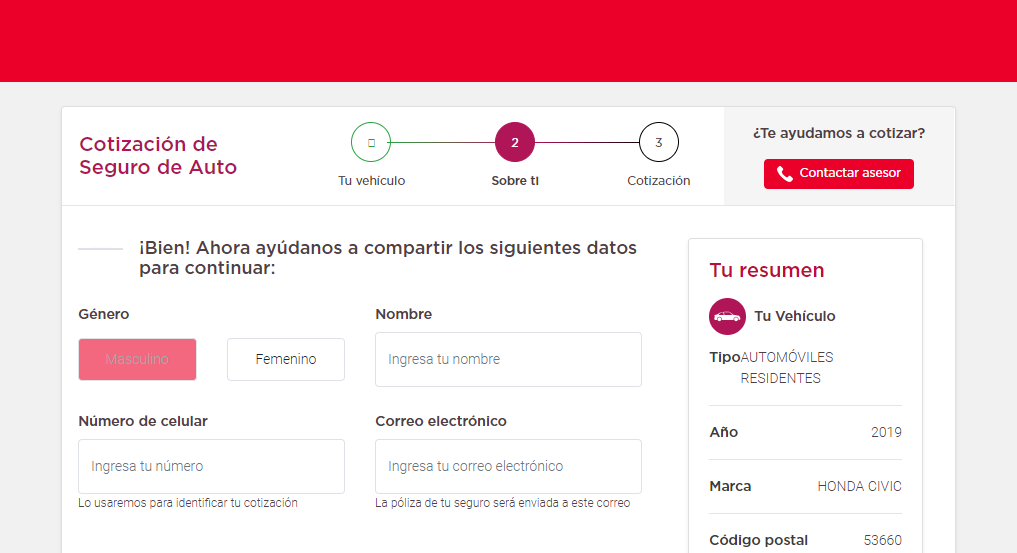 Cotización de
Seguro de Auto
2
3
Tu vehículo
Sobre ti
Cotización
¿Te ayudamos a cotizar?
Contactar asesor
¡Bien! Ahora ayúdanos a compartir los siguientes datos
para continuar:
Género
Masculino
Femenino
Nombre
Ingresa tu nombre
Número de celular
Ingresa tu número
Lo usaremos para identificar tu cotización
Correo electrónico
Ingresa tu correo electrónico
La póliza de tu seguro será enviada a este correo
Tu resumen
Tu Vehículo
Tipo AUTOMÓVILES
RESIDENTES
Año 2019
Marca HONDA CIVIC
Código postal 53660